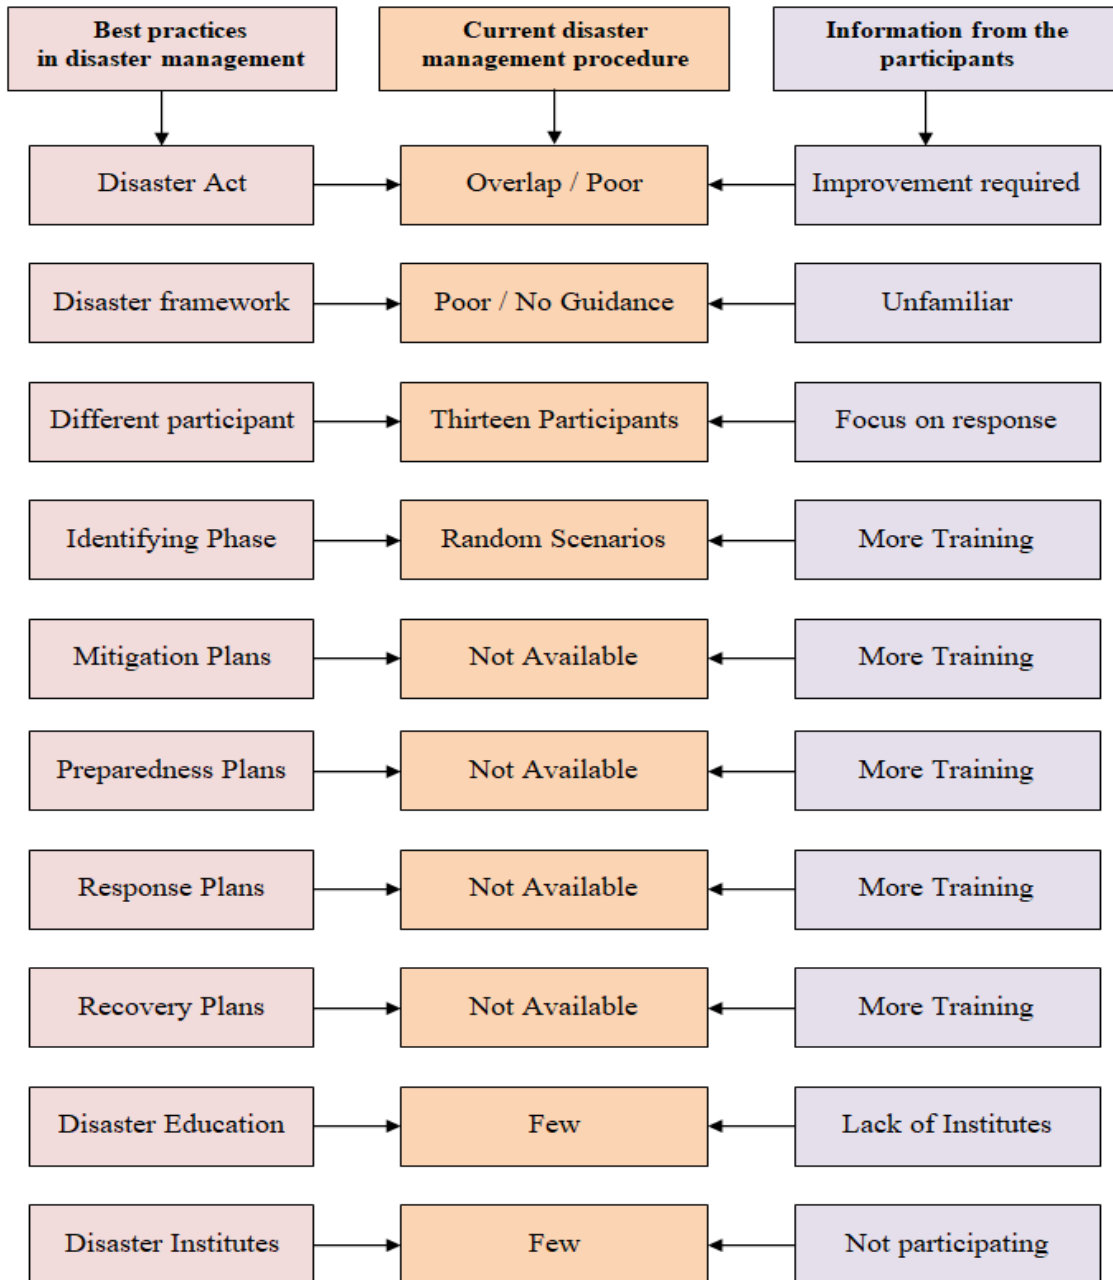 Best practices
in disaster management
Current disaster
management procedure
Information from the
participants
Disaster Act
Overlap / Poor
Improvement required
Disaster framework
Poor / No Guidance
Unfamiliar
Different participant
Thirteen Participants
Focus on response
Identifying Phase
Random Scenarios
More Training
Mitigation Plans
Not Available
More Training
Preparedness Plans
Not Available
More Training
Response Plans
Not Available
More Training
Recovery Plans
Not Available
More Training
Disaster Education
Few
Lack of Institutes
Disaster Institutes
Few
Not participating